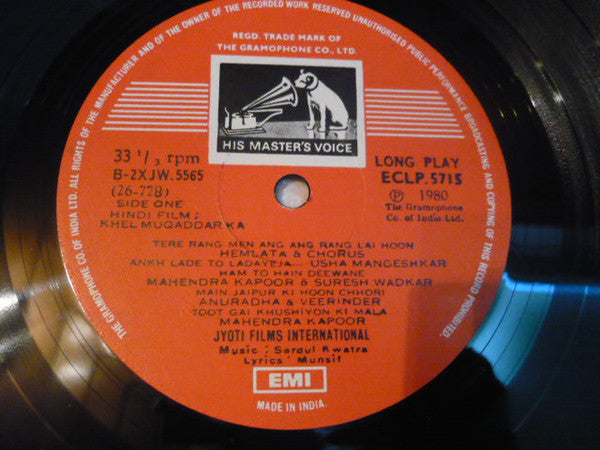 THE GRAMOPHONE CO. OF INDIA LTD. ALL RIGHTS OF THE MANUFACTURER AND OF THE OWNER OF THE RECORDED WORK RESERVED UNAUTHORISED PUBLIC PERFORMANCE BROADCASTING AND COPYING OF THIS RECORD PROHIBITED.
REGD. TRADE MARK OF
THE GRAMOPHONE CO., LTD.
HIS MASTER'S VOICE
33 1/3 rpm
B-2XJW.5565
(26-728)
SIDE ONE
HINDI FILM;
KHEL MUQADDAR KA
LONG PLAY
ECLP.5715
Ⓟ 1980
The Gramophone
Co. of India Ltd.
TERE RANG MEN ANG ANG RANG LAI HOON
HEMLATA & CHORUS
ANKH LADE TO LADAYEJA USHA MANGESHKAR
HAM TO HAIN DEEWANE
MAHENDRA KAPOOR & SURESH WADKAR
MAIN JAIPUR KI HOON CHHORI
ANURADHA & VEERINDER
TOOT GAI KHUSHIYON KI MALA
MAHENDRA KAPOOR
JYOTI FILMS INTERNATIONAL
Music : Sardul Kwatra
Lyrics : Munsif
EMI
MADE IN INDIA.